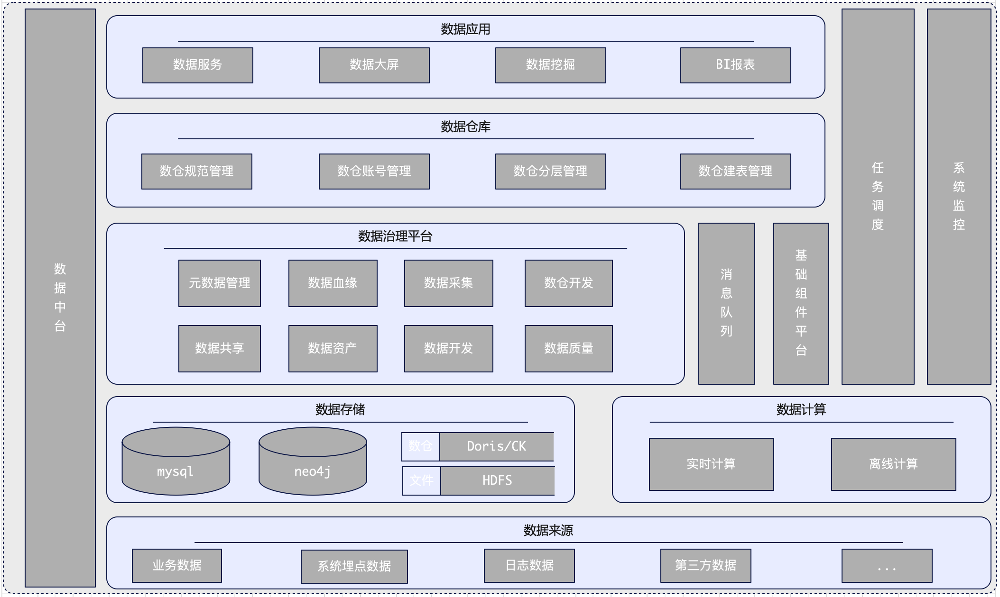 数据中台
数据应用
数据服务
数据大屏
数据挖掘
BI报表
数据仓库
数仓规范管理
数仓账号管理
数仓分层管理
数仓建表管理
数据治理平台
元数据管理
数据血缘
数据采集
数仓开发
数据共享
数据资产
数据开发
数据质量
消息队列
基础组件平台
任务调度
系统监控
数据存储
mysql
neo4j
数仓
Doris/CK
文件
HDFS
数据计算
实时计算
离线计算
数据来源
业务数据
系统埋点数据
日志数据
第三方数据
...